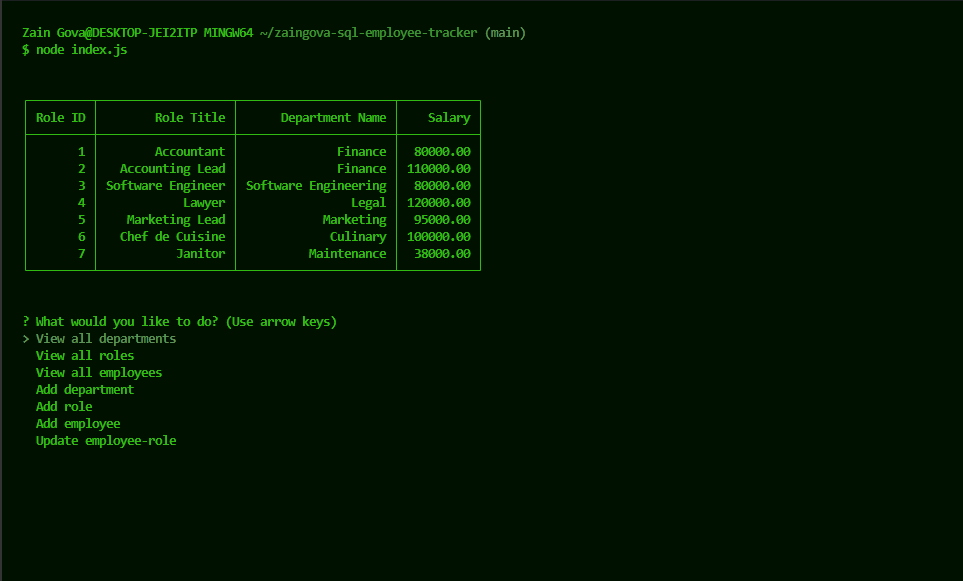 Zain Gova@DESKTOP-JEI2ITP MINGW64 ~/zaingova-sql-employee-tracker (main)
$ node index.js
Role ID Role Title Department Name Salary
1 Accountant Finance 80000.00
2 Accounting Lead Finance 110000.00
3 Software Engineer Software Engineering 80000.00
4 Lawyer Legal 120000.00
5 Marketing Lead Marketing 95000.00
6 Chef de Cuisine Culinary 100000.00
7 Janitor Maintenance 38000.00
? What would you like to do? (Use arrow keys)
> View all departments
View all roles
View all employees
Add department
Add role
Add employee
Update employee-role